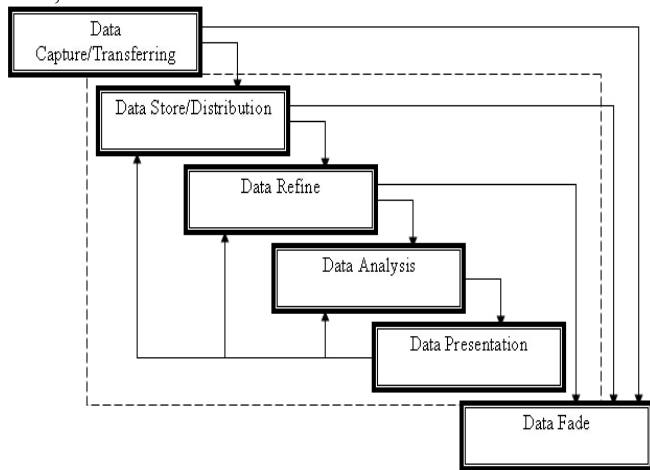 Data
Capture/Transferring
Data Store/Distribution
Data Refine
Data Analysis
Data Presentation
Data Fade